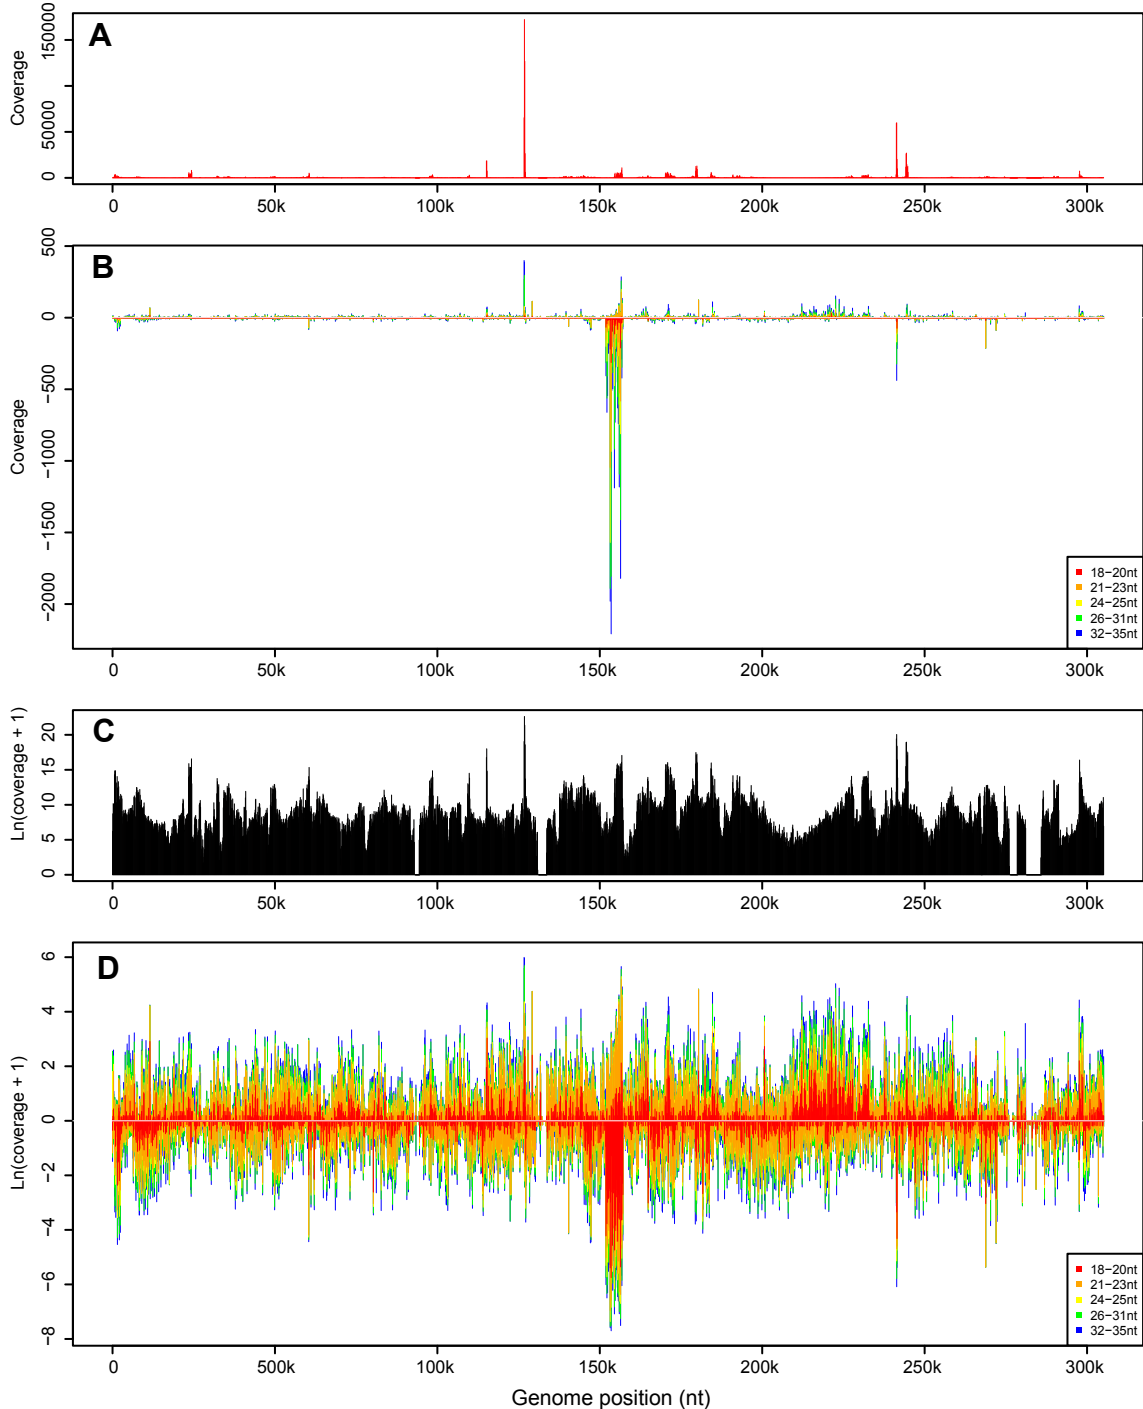 A
Coverage
150000
50000
0
0 50k 100k 150k 200k 250k 300k
B
Coverage
500
0
−500
−1000
−1500
−2000
18−20nt
21−23nt
24−25nt
26−31nt
32−35nt
0 50k 100k 150k 200k 250k 300k
C
Ln(coverage + 1)
20
15
10
5
0
0 50k 100k 150k 200k 250k 300k
D
Ln(coverage + 1)
6
4
2
0
−2
−4
−6
−8
18−20nt
21−23nt
24−25nt
26−31nt
32−35nt
0 50k 100k 150k 200k 250k 300k
Genome position (nt)